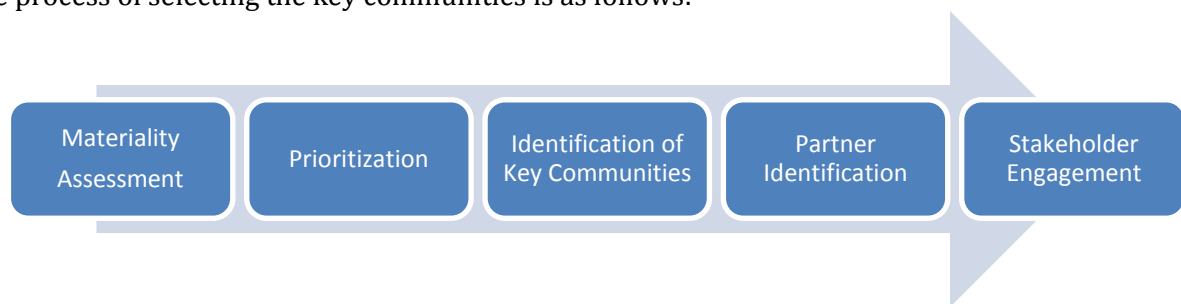 process of selecting the key communities is as follows:
Materiality
Assessment
Prioritization
Identification of
Key Communities
Partner
Identification
Stakeholder
Engagement